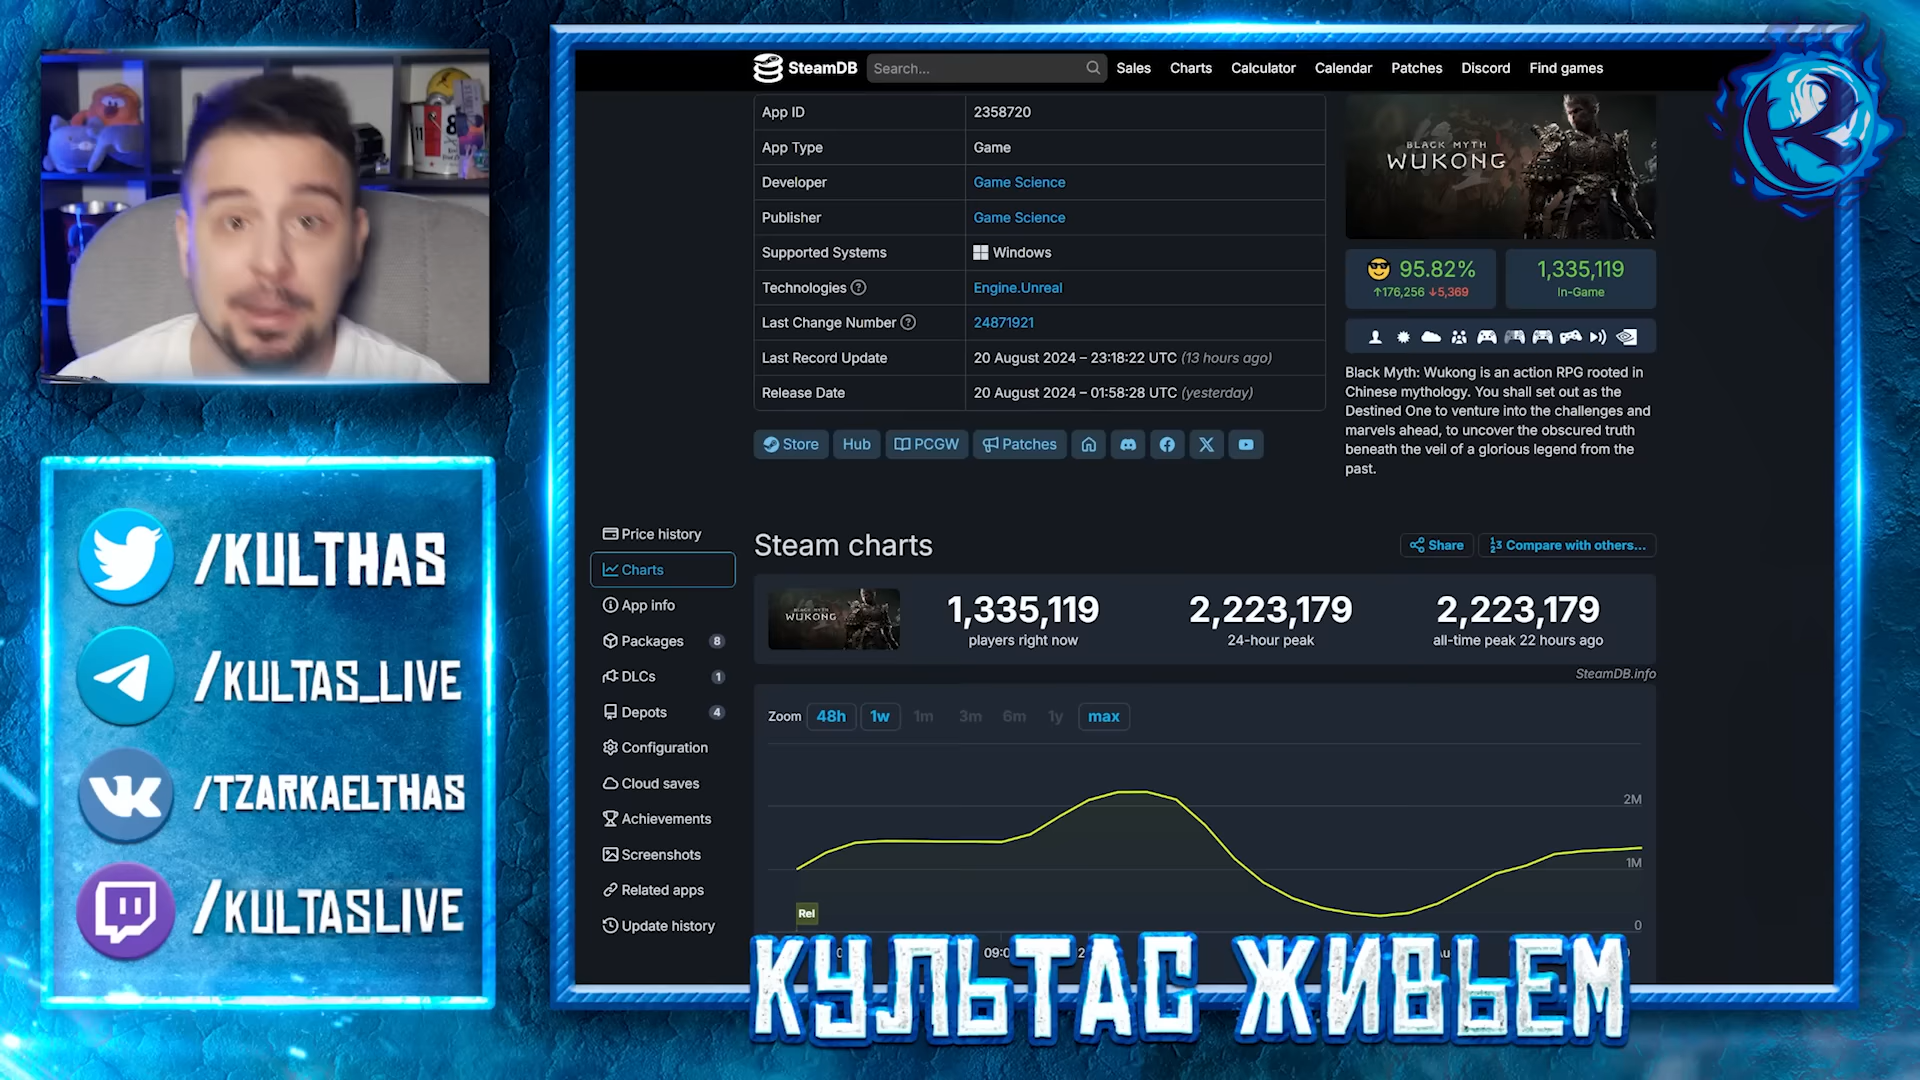 SteamDB
Search...
Sales
Charts
Calculator
Calendar
Patches
Discord
Find games
App ID
2358720
App Type
Game
Developer
Game Science
Publisher
Game Science
Supported Systems
Windows
Technologies
Engine.Unreal
Last Change Number
24871921
Last Record Update
20 August 2024 – 23:18:22 UTC (13 hours ago)
Release Date
20 August 2024 – 01:58:28 UTC (yesterday)
BLACK MYTH
WUKONG
95.82%
↑176,256 ↓5,369
1,335,119
In-Game
Black Myth: Wukong is an action RPG rooted in
Chinese mythology. You shall set out as the
Destined One to venture into the challenges and
marvels ahead, to uncover the obscured truth
beneath the veil of a glorious legend from the
past.
Store
Hub
PCGW
Patches
/KULTHAS
/KULTAS_LIVE
/TZARKAELTHAS
/KULTASLIVE
Price history
Charts
App info
Packages 8
DLCs 1
Depots 4
Configuration
Cloud saves
Achievements
Screenshots
Related apps
Update history
Steam charts
Share
Compare with others...
WUKONG
1,335,119
players right now
2,223,179
24-hour peak
2,223,179
all-time peak 22 hours ago
SteamDB.info
Zoom
48h
1w
1m
3m
6m
1y
max
2M
1M
0
Rel
КУЛЬТАС ЖИВЬЕМ